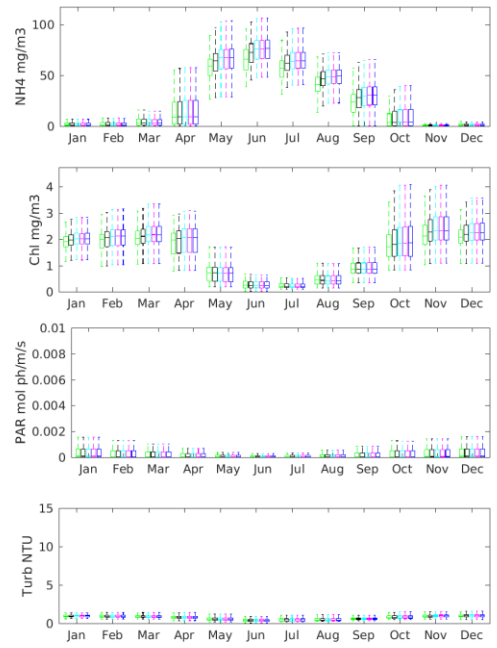 NH4 mg/m3
100
50
0
Jan Feb Mar Apr May Jun Jul Aug Sep Oct Nov Dec
Chl mg/m3
4
3
2
1
0
Jan Feb Mar Apr May Jun Jul Aug Sep Oct Nov Dec
PAR mol ph/m/s
0.01
0.008
0.006
0.004
0.002
0
Jan Feb Mar Apr May Jun Jul Aug Sep Oct Nov Dec
Turb NTU
15
10
5
0
Jan Feb Mar Apr May Jun Jul Aug Sep Oct Nov Dec